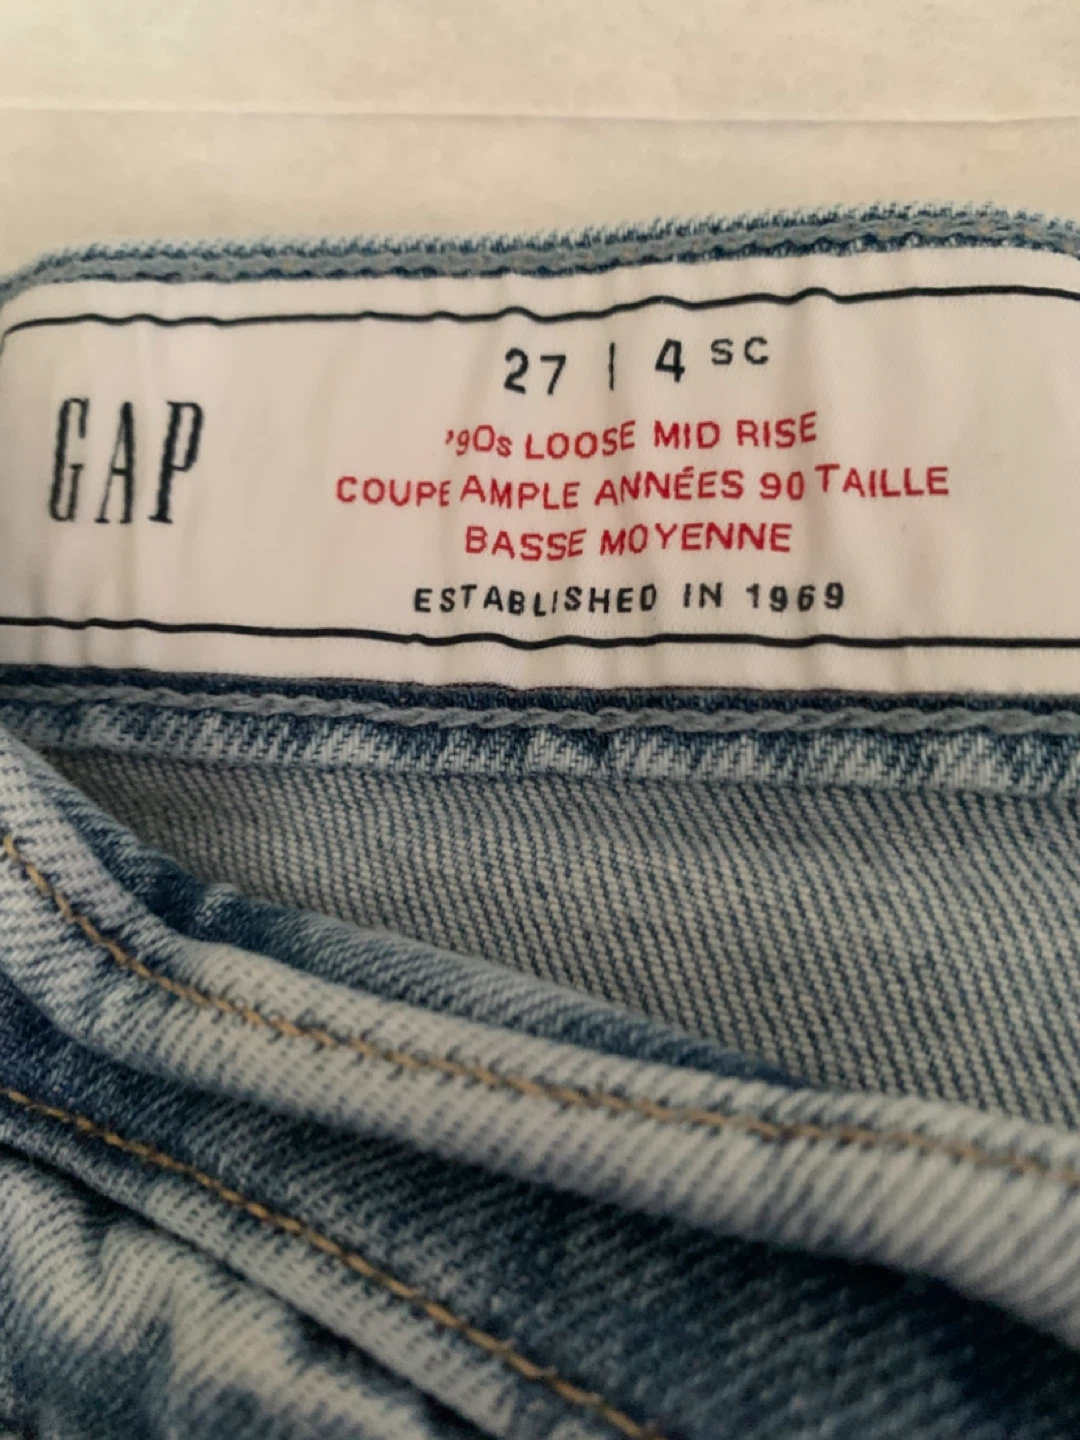 GAP
27 | 4 SC
'90s LOOSE MID RISE
COUPE AMPLE ANNÉES 90 TAILLE
BASSE MOYENNE
ESTABLISHED IN 1969